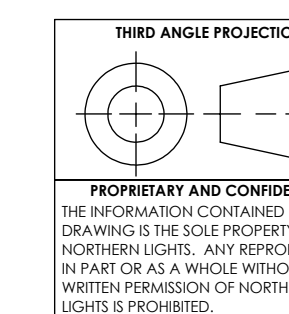 THIRD ANGLE PROJECTIO
PROPRIETARY AND CONFIDE
THE INFORMATION CONTAINED
DRAWING IS THE SOLE PROPERTY
NORTHERN LIGHTS. ANY REPROD
IN PART OR AS A WHOLE WITHO
WRITTEN PERMISSION OF NORTH
LIGHTS IS PROHIBITED.